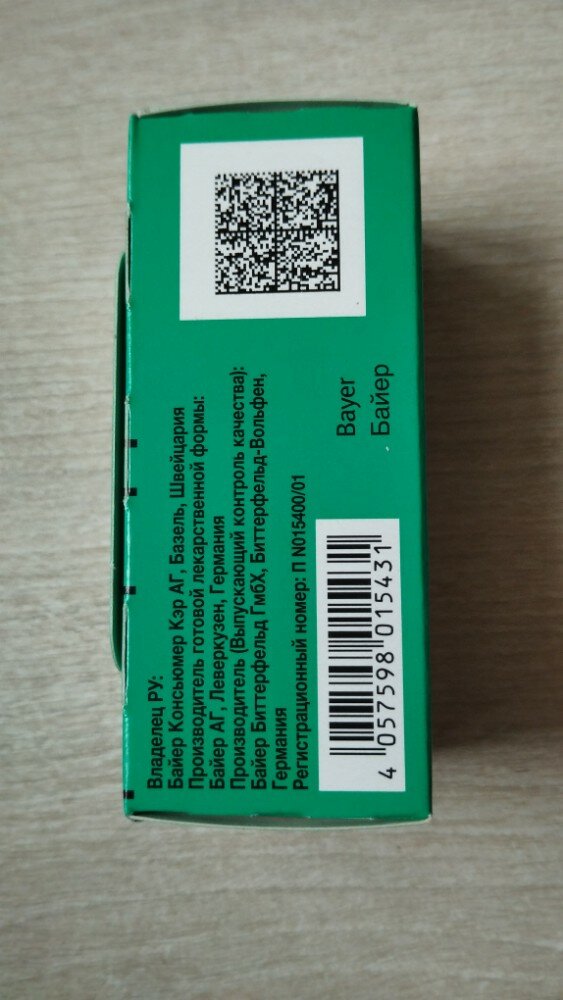 Владелец РУ:
Байер Консьюмер Кэр АГ, Базель, Швейцария
Производитель готовой лекарственной формы:
Байер АГ, Леверкузен, Германия
Производитель (Выпускающий контроль качества):
Байер Биттерфельд ГмбХ, Биттерфельд-Вольфен,
Германия
Регистрационный номер: П N015400/01
4 057598 015431
Bayer
Байер